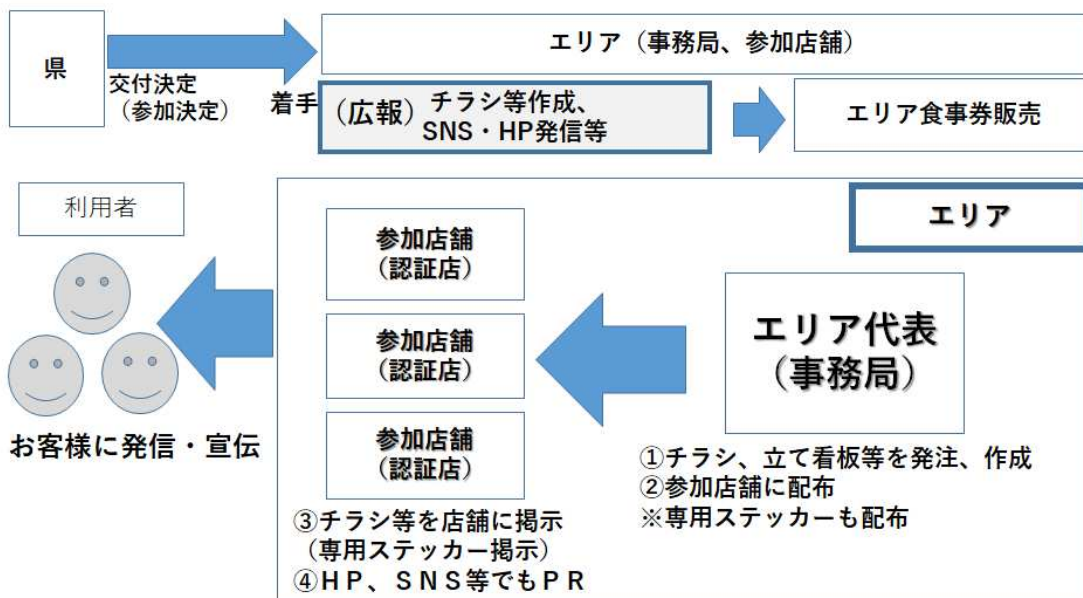 県
交付決定
（参加決定）
着手
エリア（事務局、参加店舗）
（広報）チラシ等作成、
SNS・HP発信等
エリア食事券販売
利用者
お客様に発信・宣伝
エリア
参加店舗
（認証店）
参加店舗
（認証店）
参加店舗
（認証店）
エリア代表
（事務局）
①チラシ、立て看板等を発注、作成
②参加店舗に配布
※専用ステッカーも配布
③チラシ等を店舗に掲示
（専用ステッカー掲示）
④ＨＰ、ＳＮＳ等でもＰＲ